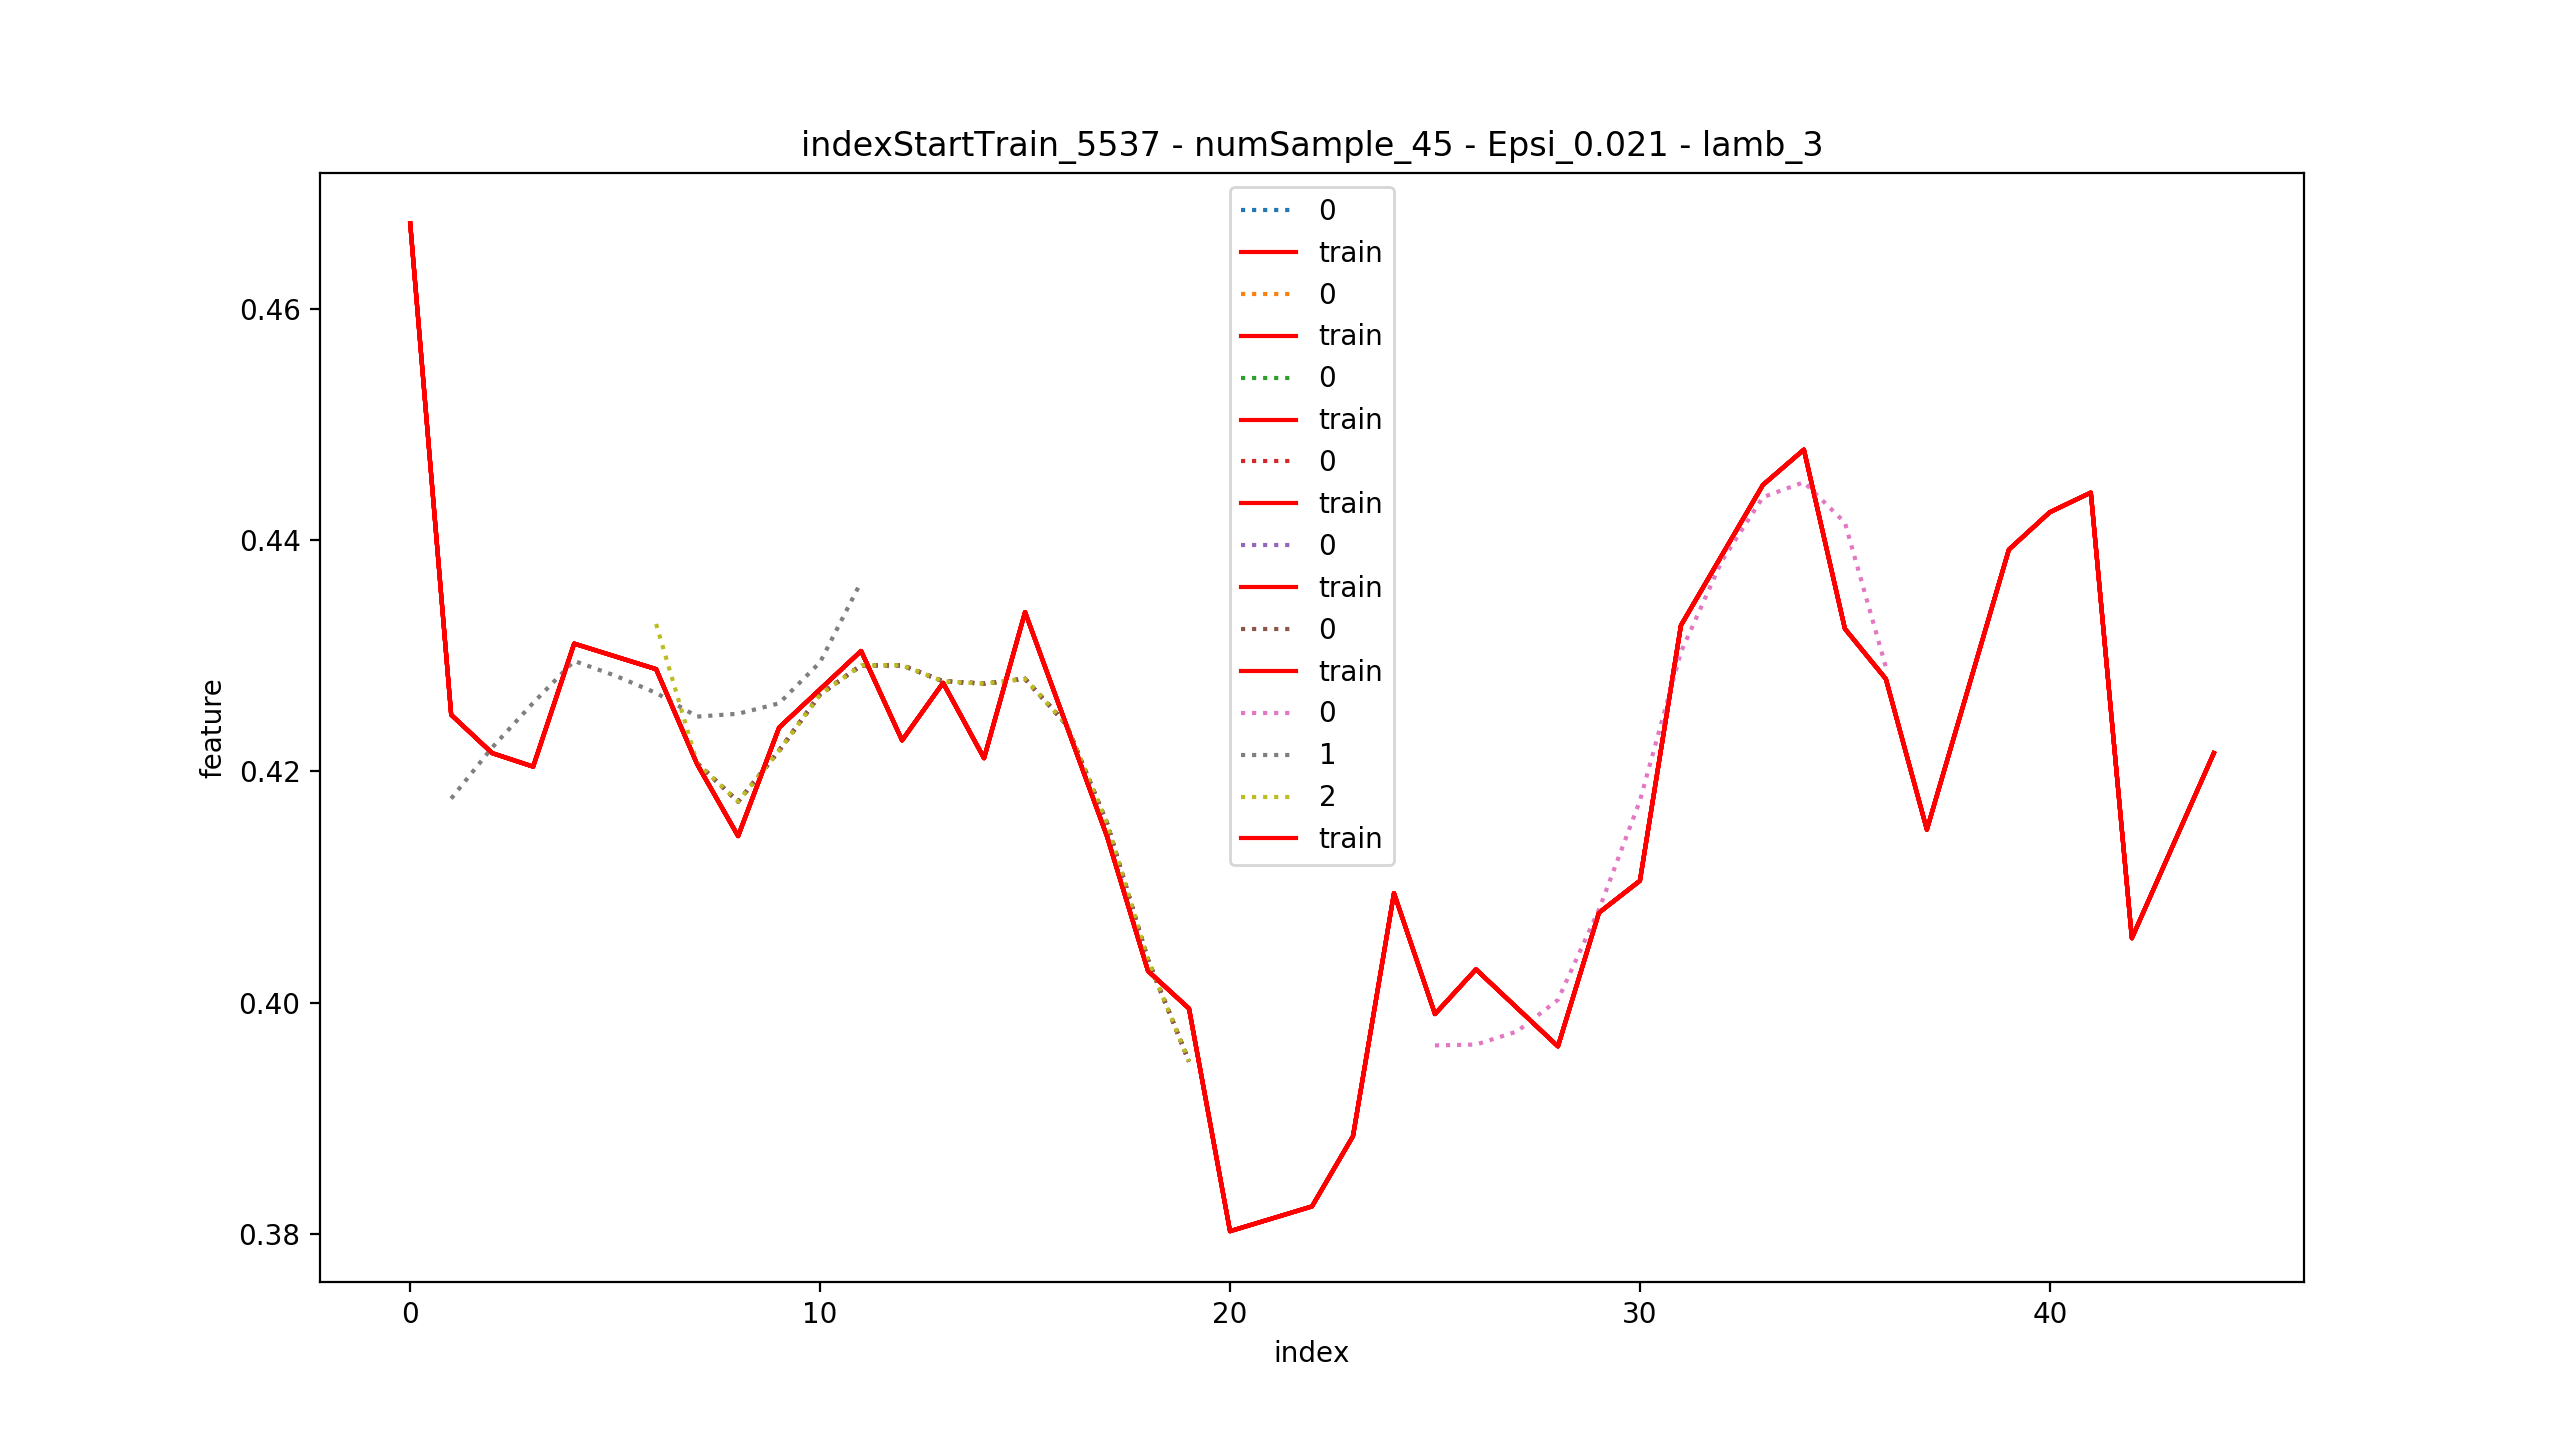 indexStartTrain_5537 - numSample_45 - Epsi_0.021 - lamb_3
0
train
0
train
0
train
0
train
0
train
0
train
0
1
2
train
0.46
0.44
0.42
0.40
0.38
feature
0 10 20 30 40
index